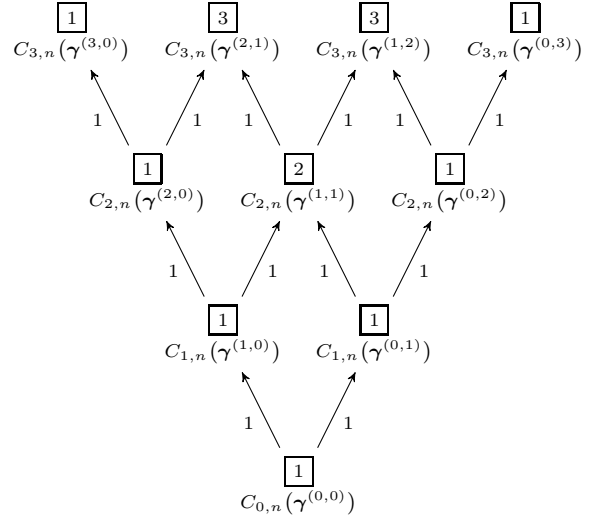 1 3 3 1
C_{3,n}(γ^{(3,0)}) C_{3,n}(γ^{(2,1)}) C_{3,n}(γ^{(1,2)}) C_{3,n}(γ^{(0,3)})
1 1 1 1 1 1
1 2 1
C_{2,n}(γ^{(2,0)}) C_{2,n}(γ^{(1,1)}) C_{2,n}(γ^{(0,2)})
1 1 1 1
1 1
C_{1,n}(γ^{(1,0)}) C_{1,n}(γ^{(0,1)})
1 1
1
C_{0,n}(γ^{(0,0)})